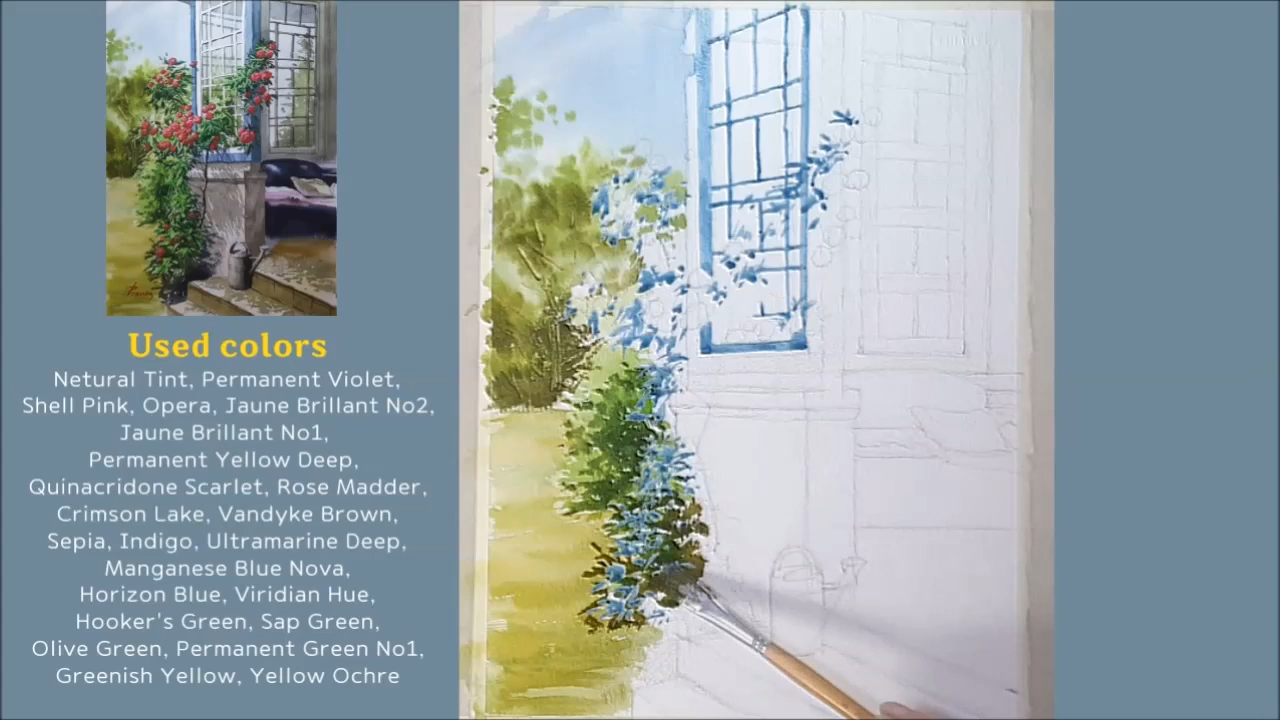 Used colors
Netural Tint, Permanent Violet,
Shell Pink, Opera, Jaune Brillant No2,
Jaune Brillant No1,
Permanent Yellow Deep,
Quinacridone Scarlet, Rose Madder,
Crimson Lake, Vandyke Brown,
Sepia, Indigo, Ultramarine Deep,
Manganese Blue Nova,
Horizon Blue, Viridian Hue,
Hooker's Green, Sap Green,
Olive Green, Permanent Green No1,
Greenish Yellow, Yellow Ochre